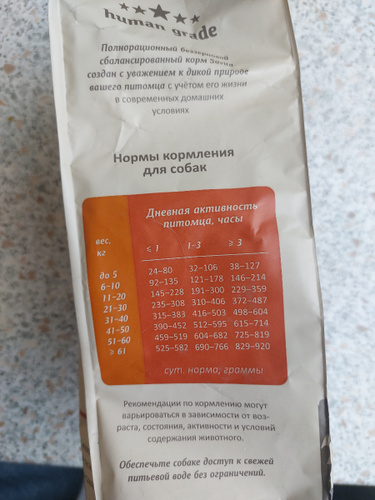 human grade
Полнорационный беззерновой
сбалансированный корм Savita
создан с уважением к дикой природе
вашего питомца с учётом его жизни
в современных домашних
условиях
Нормы кормления
для собак
Дневная активность
питомца, часы
вес. кг ≤ 1 1-3 ≥ 3
до 5 24–80 32–106 38–127
6–10 92–135 121–178 146–214
11–20 145–228 191–300 229–359
21–30 235–308 310–406 372–487
31–40 315–383 416–503 498–604
41–50 390–452 512–595 615–714
51–60 459–519 604–682 725–819
≥ 61 525–582 690–766 829–920
сут. норма, граммы
Рекомендации по кормлению могут
варьироваться в зависимости от воз-
раста, состояния, активности и условий
содержания животного.
Обеспечьте собаке доступ к свежей
питьевой воде без ограничений.